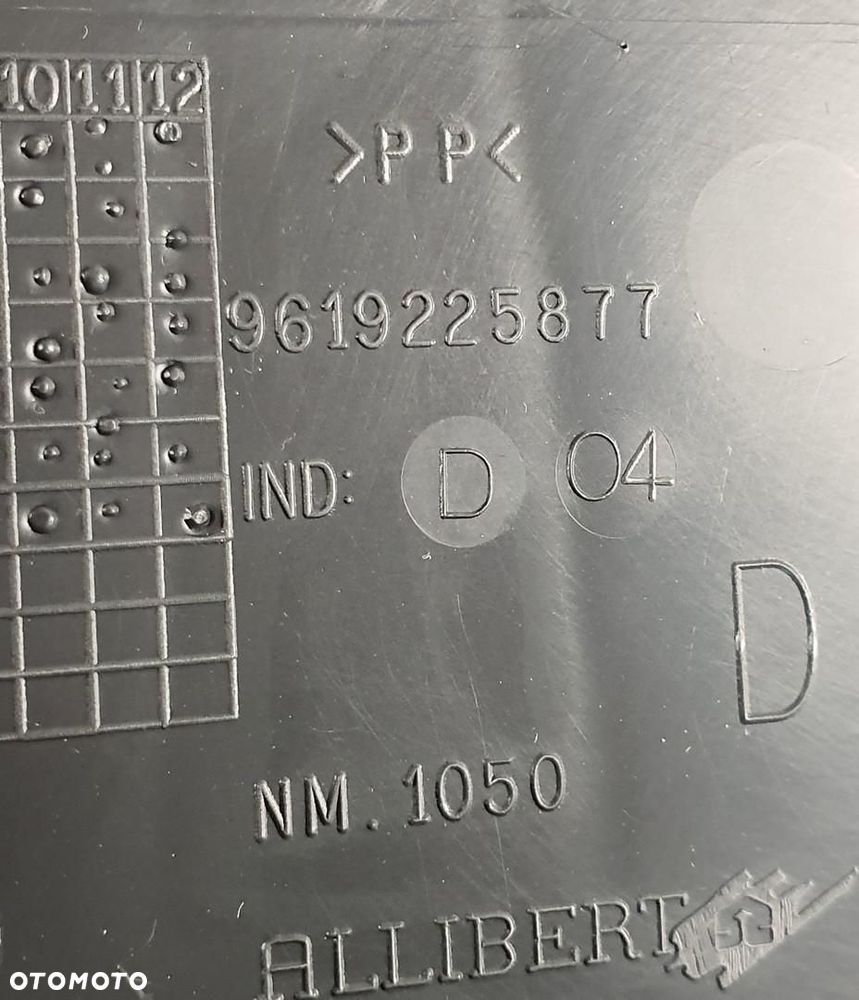 10 11 12
>PP<
9619225877
IND: D 04
D
NM.1050
ALLIBERT
OTOMOTO